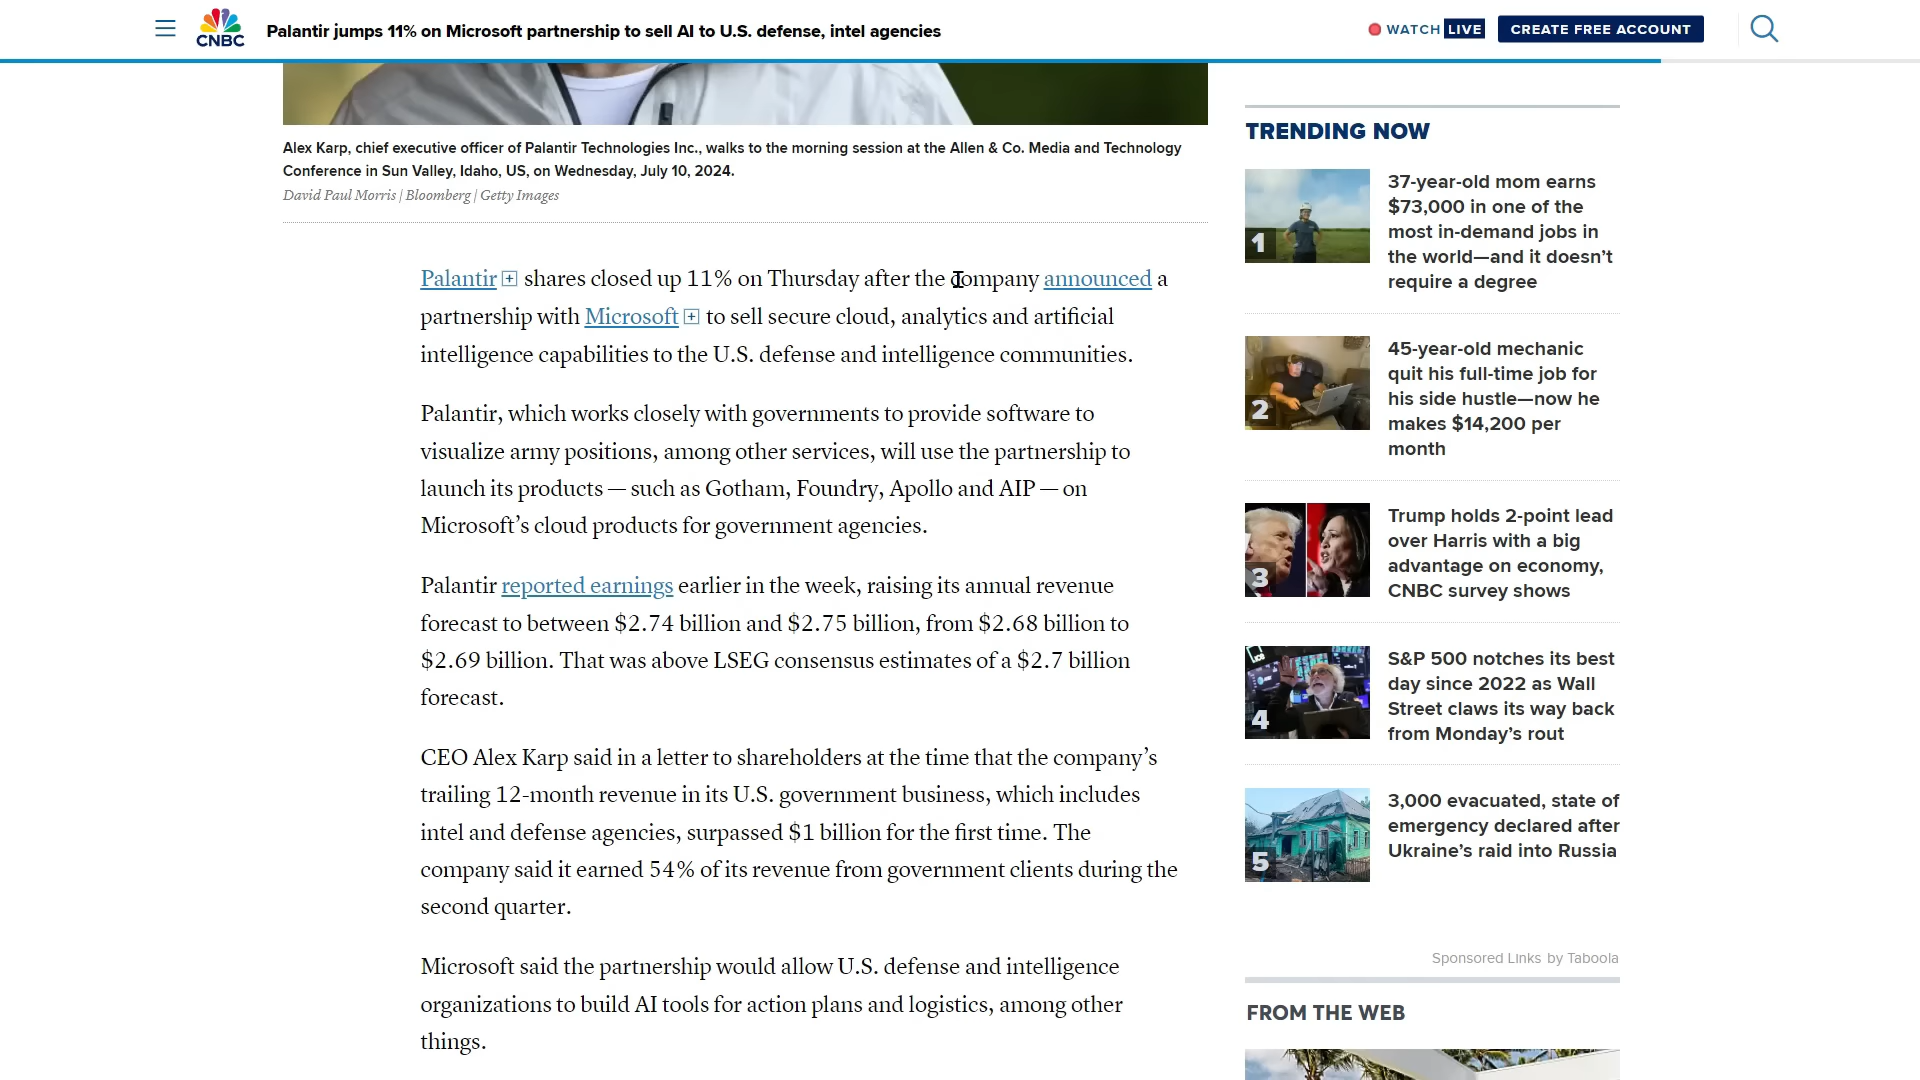 CNBC
Palantir jumps 11% on Microsoft partnership to sell AI to U.S. defense, intel agencies
WATCH LIVE
CREATE FREE ACCOUNT
Alex Karp, chief executive officer of Palantir Technologies Inc., walks to the morning session at the Allen & Co. Media and Technology
Conference in Sun Valley, Idaho, US, on Wednesday, July 10, 2024.
David Paul Morris | Bloomberg | Getty Images
Palantir shares closed up 11% on Thursday after the company announced a
partnership with Microsoft to sell secure cloud, analytics and artificial
intelligence capabilities to the U.S. defense and intelligence communities.
Palantir, which works closely with governments to provide software to
visualize army positions, among other services, will use the partnership to
launch its products — such as Gotham, Foundry, Apollo and AIP — on
Microsoft’s cloud products for government agencies.
Palantir reported earnings earlier in the week, raising its annual revenue
forecast to between $2.74 billion and $2.75 billion, from $2.68 billion to
$2.69 billion. That was above LSEG consensus estimates of a $2.7 billion
forecast.
CEO Alex Karp said in a letter to shareholders at the time that the company’s
trailing 12-month revenue in its U.S. government business, which includes
intel and defense agencies, surpassed $1 billion for the first time. The
company said it earned 54% of its revenue from government clients during the
second quarter.
Microsoft said the partnership would allow U.S. defense and intelligence
organizations to build AI tools for action plans and logistics, among other
things.
TRENDING NOW
1
37-year-old mom earns
$73,000 in one of the
most in-demand jobs in
the world—and it doesn’t
require a degree
2
45-year-old mechanic
quit his full-time job for
his side hustle—now he
makes $14,200 per
month
3
Trump holds 2-point lead
over Harris with a big
advantage on economy,
CNBC survey shows
4
S&P 500 notches its best
day since 2022 as Wall
Street claws its way back
from Monday’s rout
5
3,000 evacuated, state of
emergency declared after
Ukraine’s raid into Russia
Sponsored Links by Taboola
FROM THE WEB